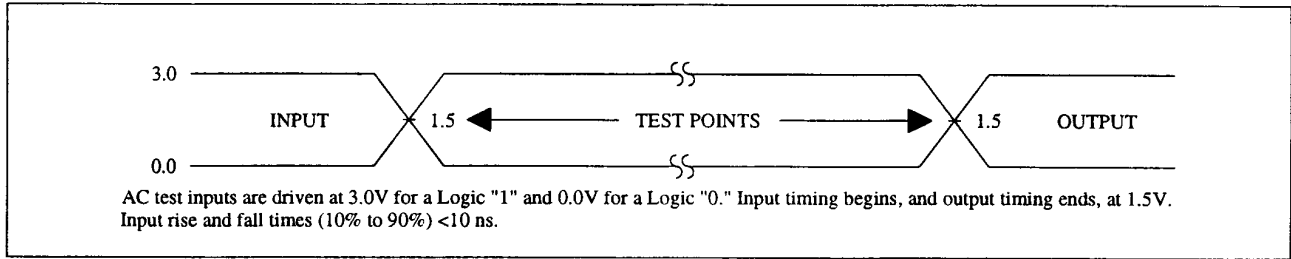 3.0
INPUT 1.5 TEST POINTS 1.5 OUTPUT
0.0
AC test inputs are driven at 3.0V for a Logic "1" and 0.0V for a Logic "0." Input timing begins, and output timing ends, at 1.5V.
Input rise and fall times (10% to 90%) <10 ns.